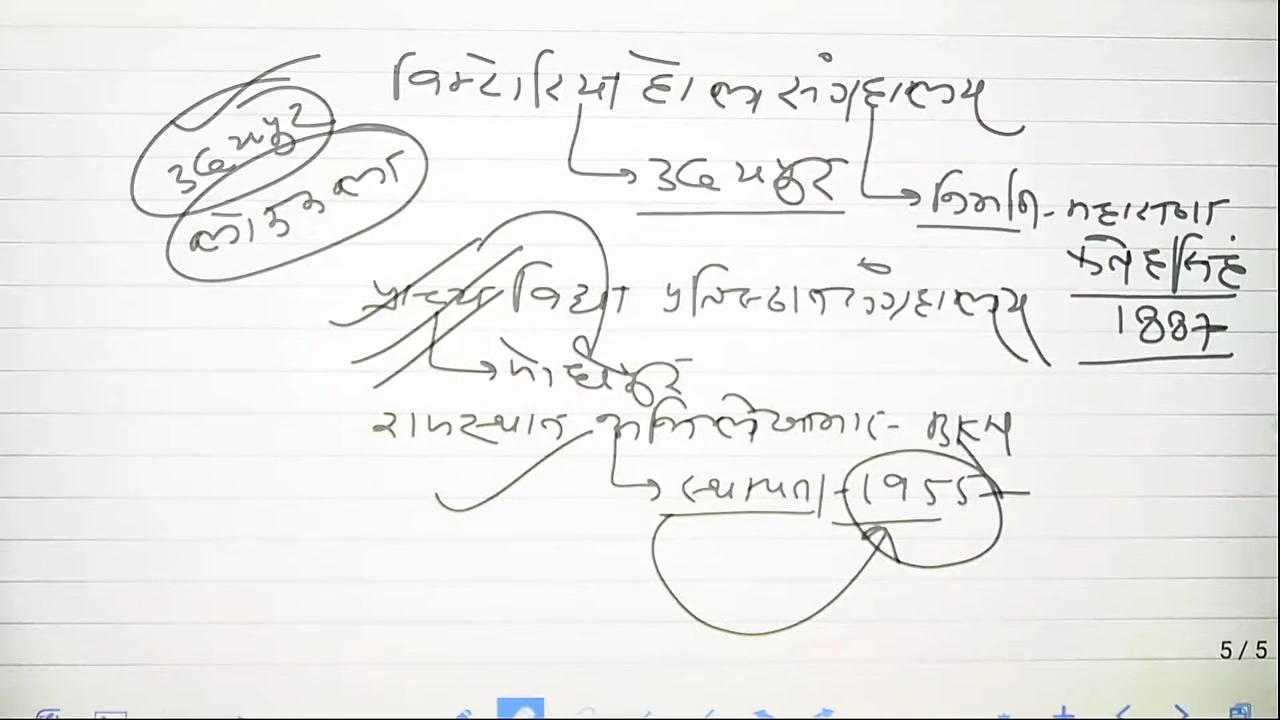 विक्टोरिया हॉल संग्रहालय
उदयपुर
लोककला
उदयपुर
निर्माण - महाराणा
फतेहसिंह
1887
प्राच्य विद्या प्रतिष्ठान संग्रहालय
जोधपुर
राजस्थान अभिलेखागार - BKN
स्थापना - 1955
5 / 5